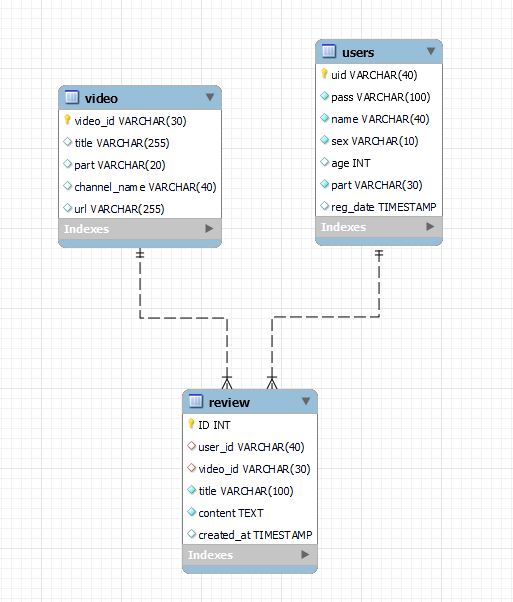 users
uid VARCHAR(40)
pass VARCHAR(100)
name VARCHAR(40)
sex VARCHAR(10)
age INT
part VARCHAR(30)
reg_date TIMESTAMP
Indexes
video
video_id VARCHAR(30)
title VARCHAR(255)
part VARCHAR(20)
channel_name VARCHAR(40)
url VARCHAR(255)
Indexes
review
ID INT
user_id VARCHAR(40)
video_id VARCHAR(30)
title VARCHAR(100)
content TEXT
created_at TIMESTAMP
Indexes